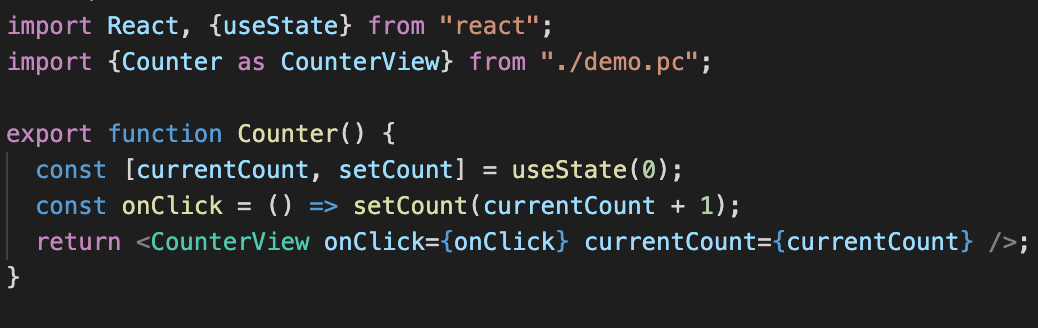 import React, {useState} from "react";
import {Counter as CounterView} from "./demo.pc";

export function Counter() {
  const [currentCount, setCount] = useState(0);
  const onClick = () => setCount(currentCount + 1);
  return <CounterView onClick={onClick} currentCount={currentCount} />;
}